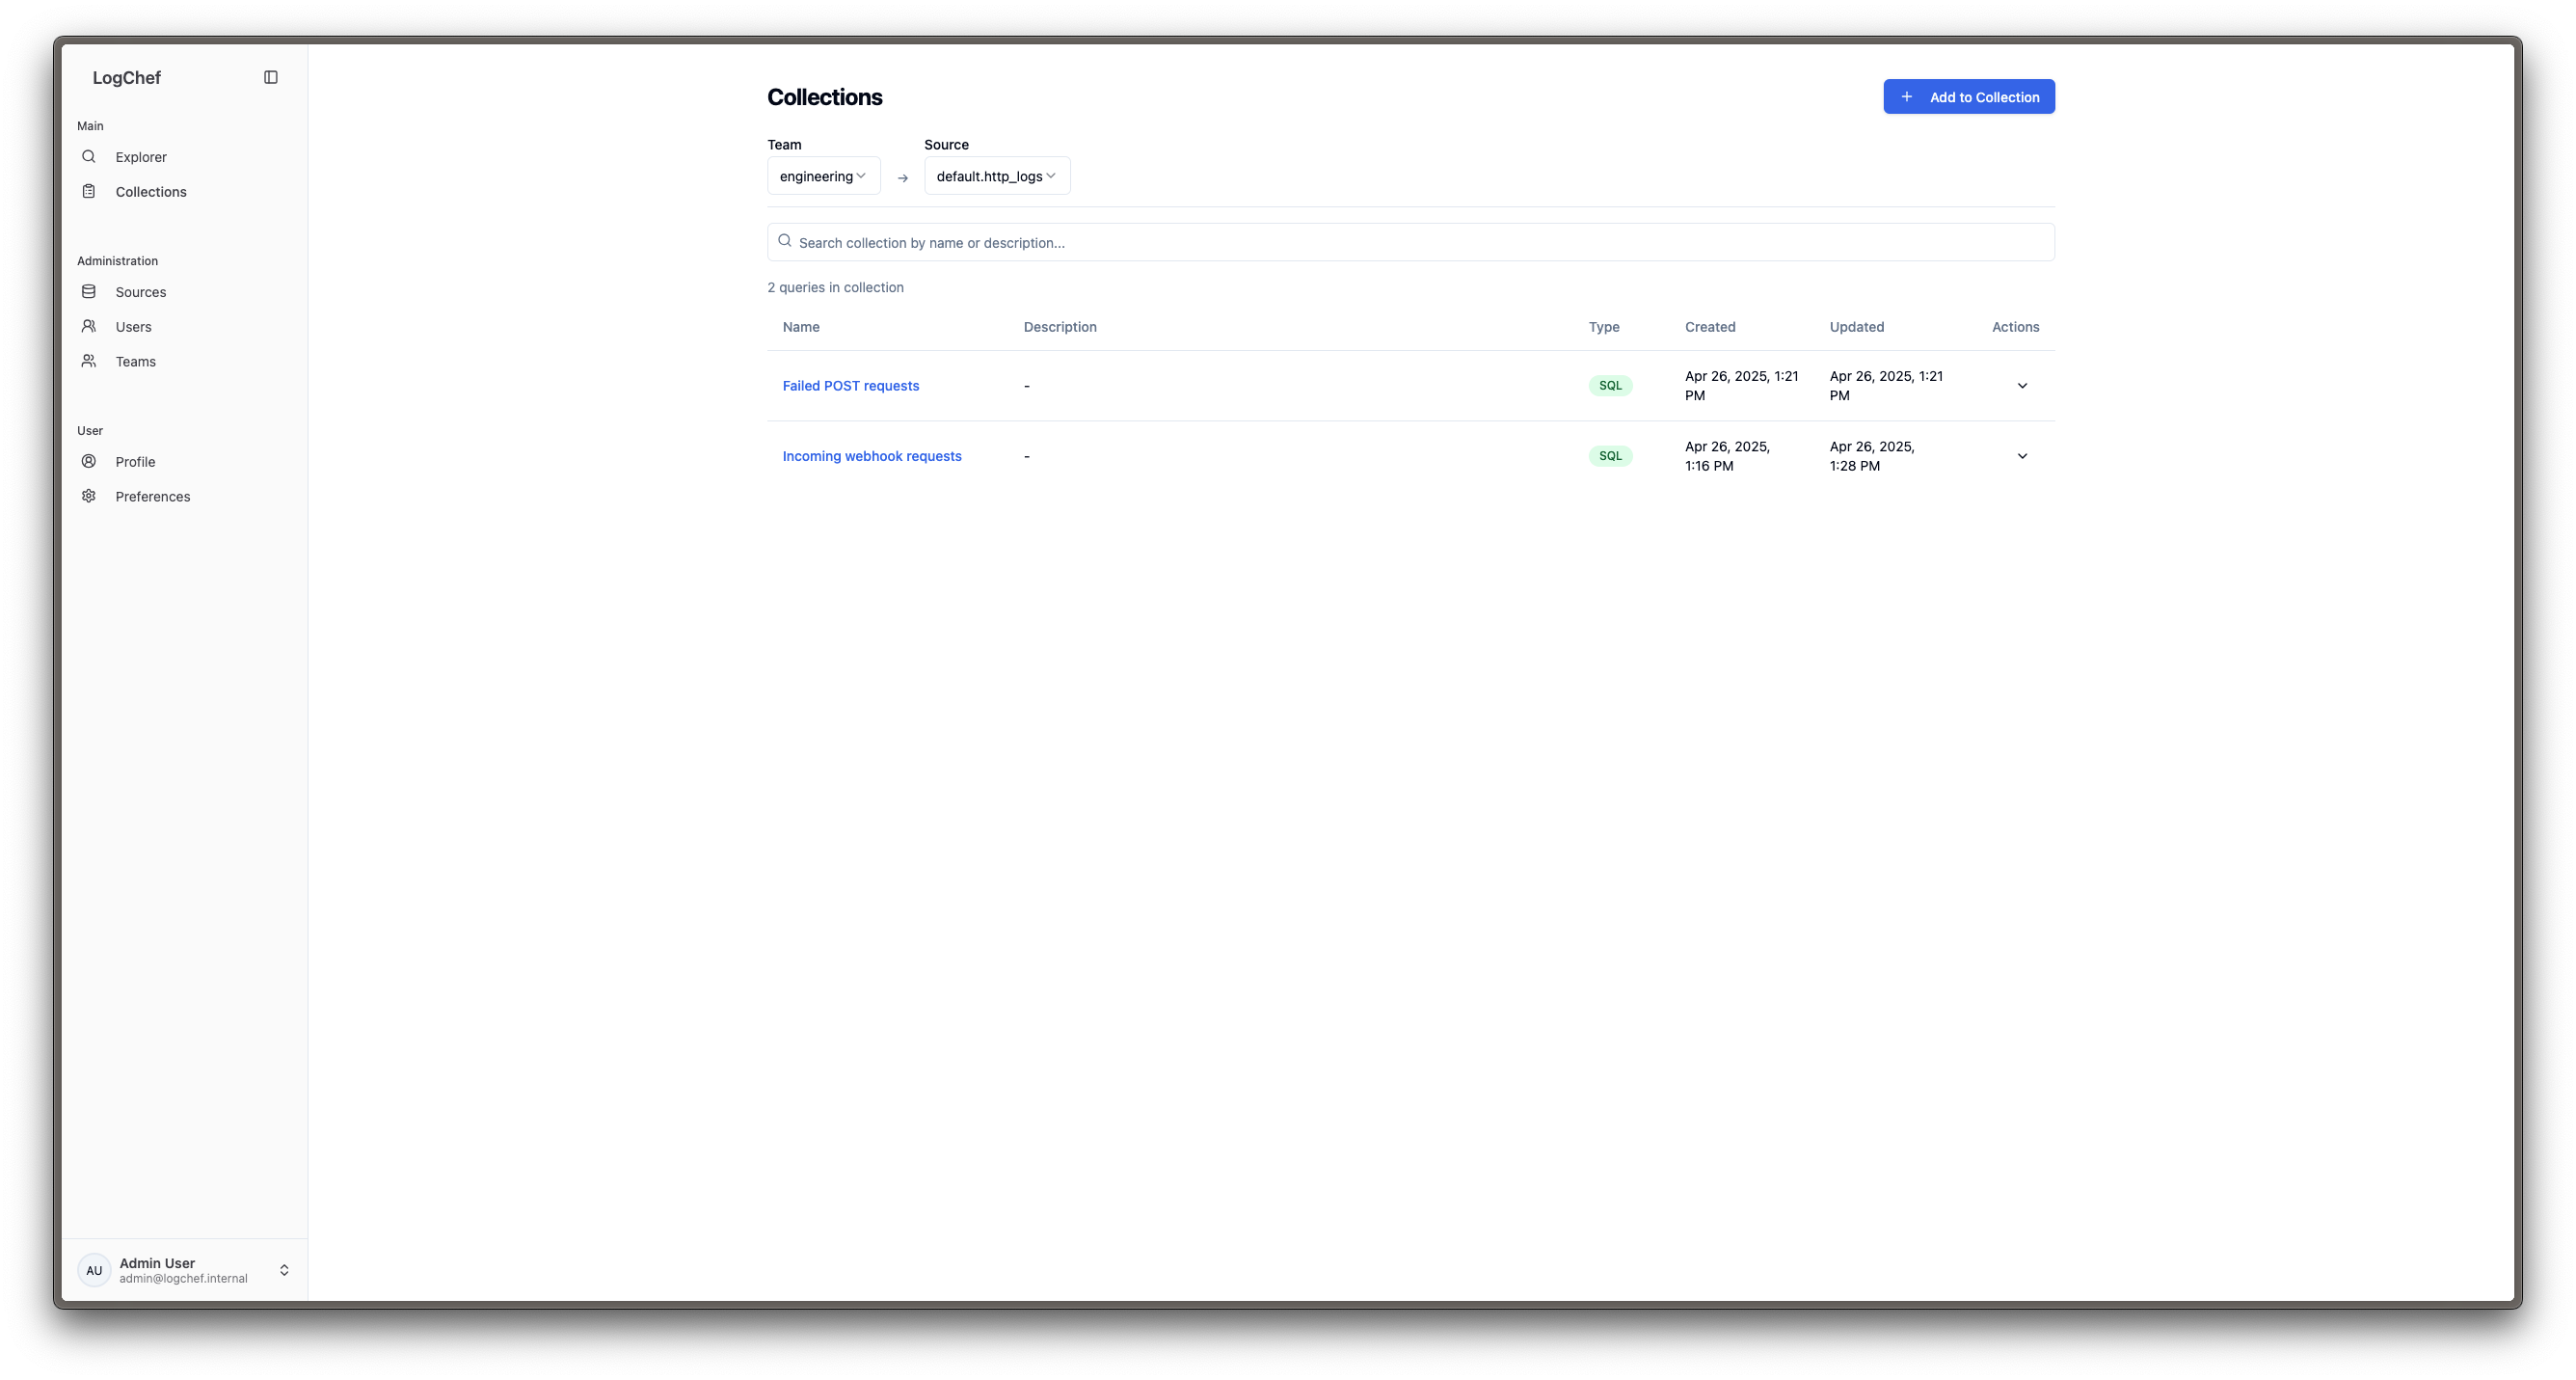 LogChef
Main
Explorer
Collections
Administration
Sources
Users
Teams
User
Profile
Preferences
AU
Admin User
admin@logchef.internal
Collections
Add to Collection
Team
Source
engineering
default.http_logs
Search collection by name or description...
2 queries in collection
Name Description Type Created Updated Actions
Failed POST requests - SQL Apr 26, 2025, 1:21 Apr 26, 2025, 1:21
PM PM
Incoming webhook requests - SQL Apr 26, 2025, Apr 26, 2025,
1:16 PM 1:28 PM